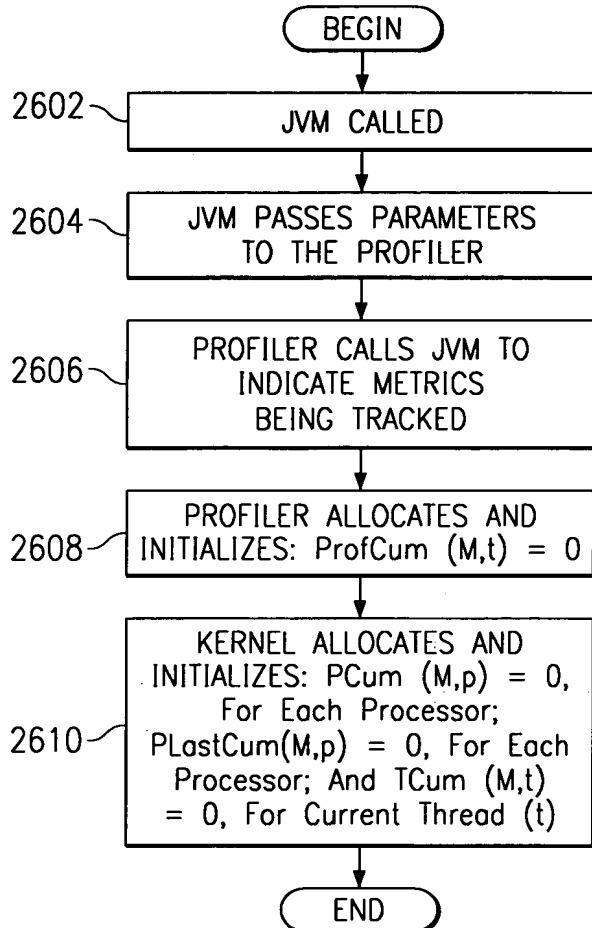 BEGIN
2602
JVM CALLED
2604
JVM PASSES PARAMETERS
TO THE PROFILER
2606
PROFILER CALLS JVM TO
INDICATE METRICS
BEING TRACKED
2608
PROFILER ALLOCATES AND
INITIALIZES: ProfCum (M,t) = 0
2610
KERNEL ALLOCATES AND
INITIALIZES: PCum (M,p) = 0,
For Each Processor;
PLastCum(M,p) = 0, For Each
Processor; And TCum (M,t)
= 0, For Current Thread (t)
END